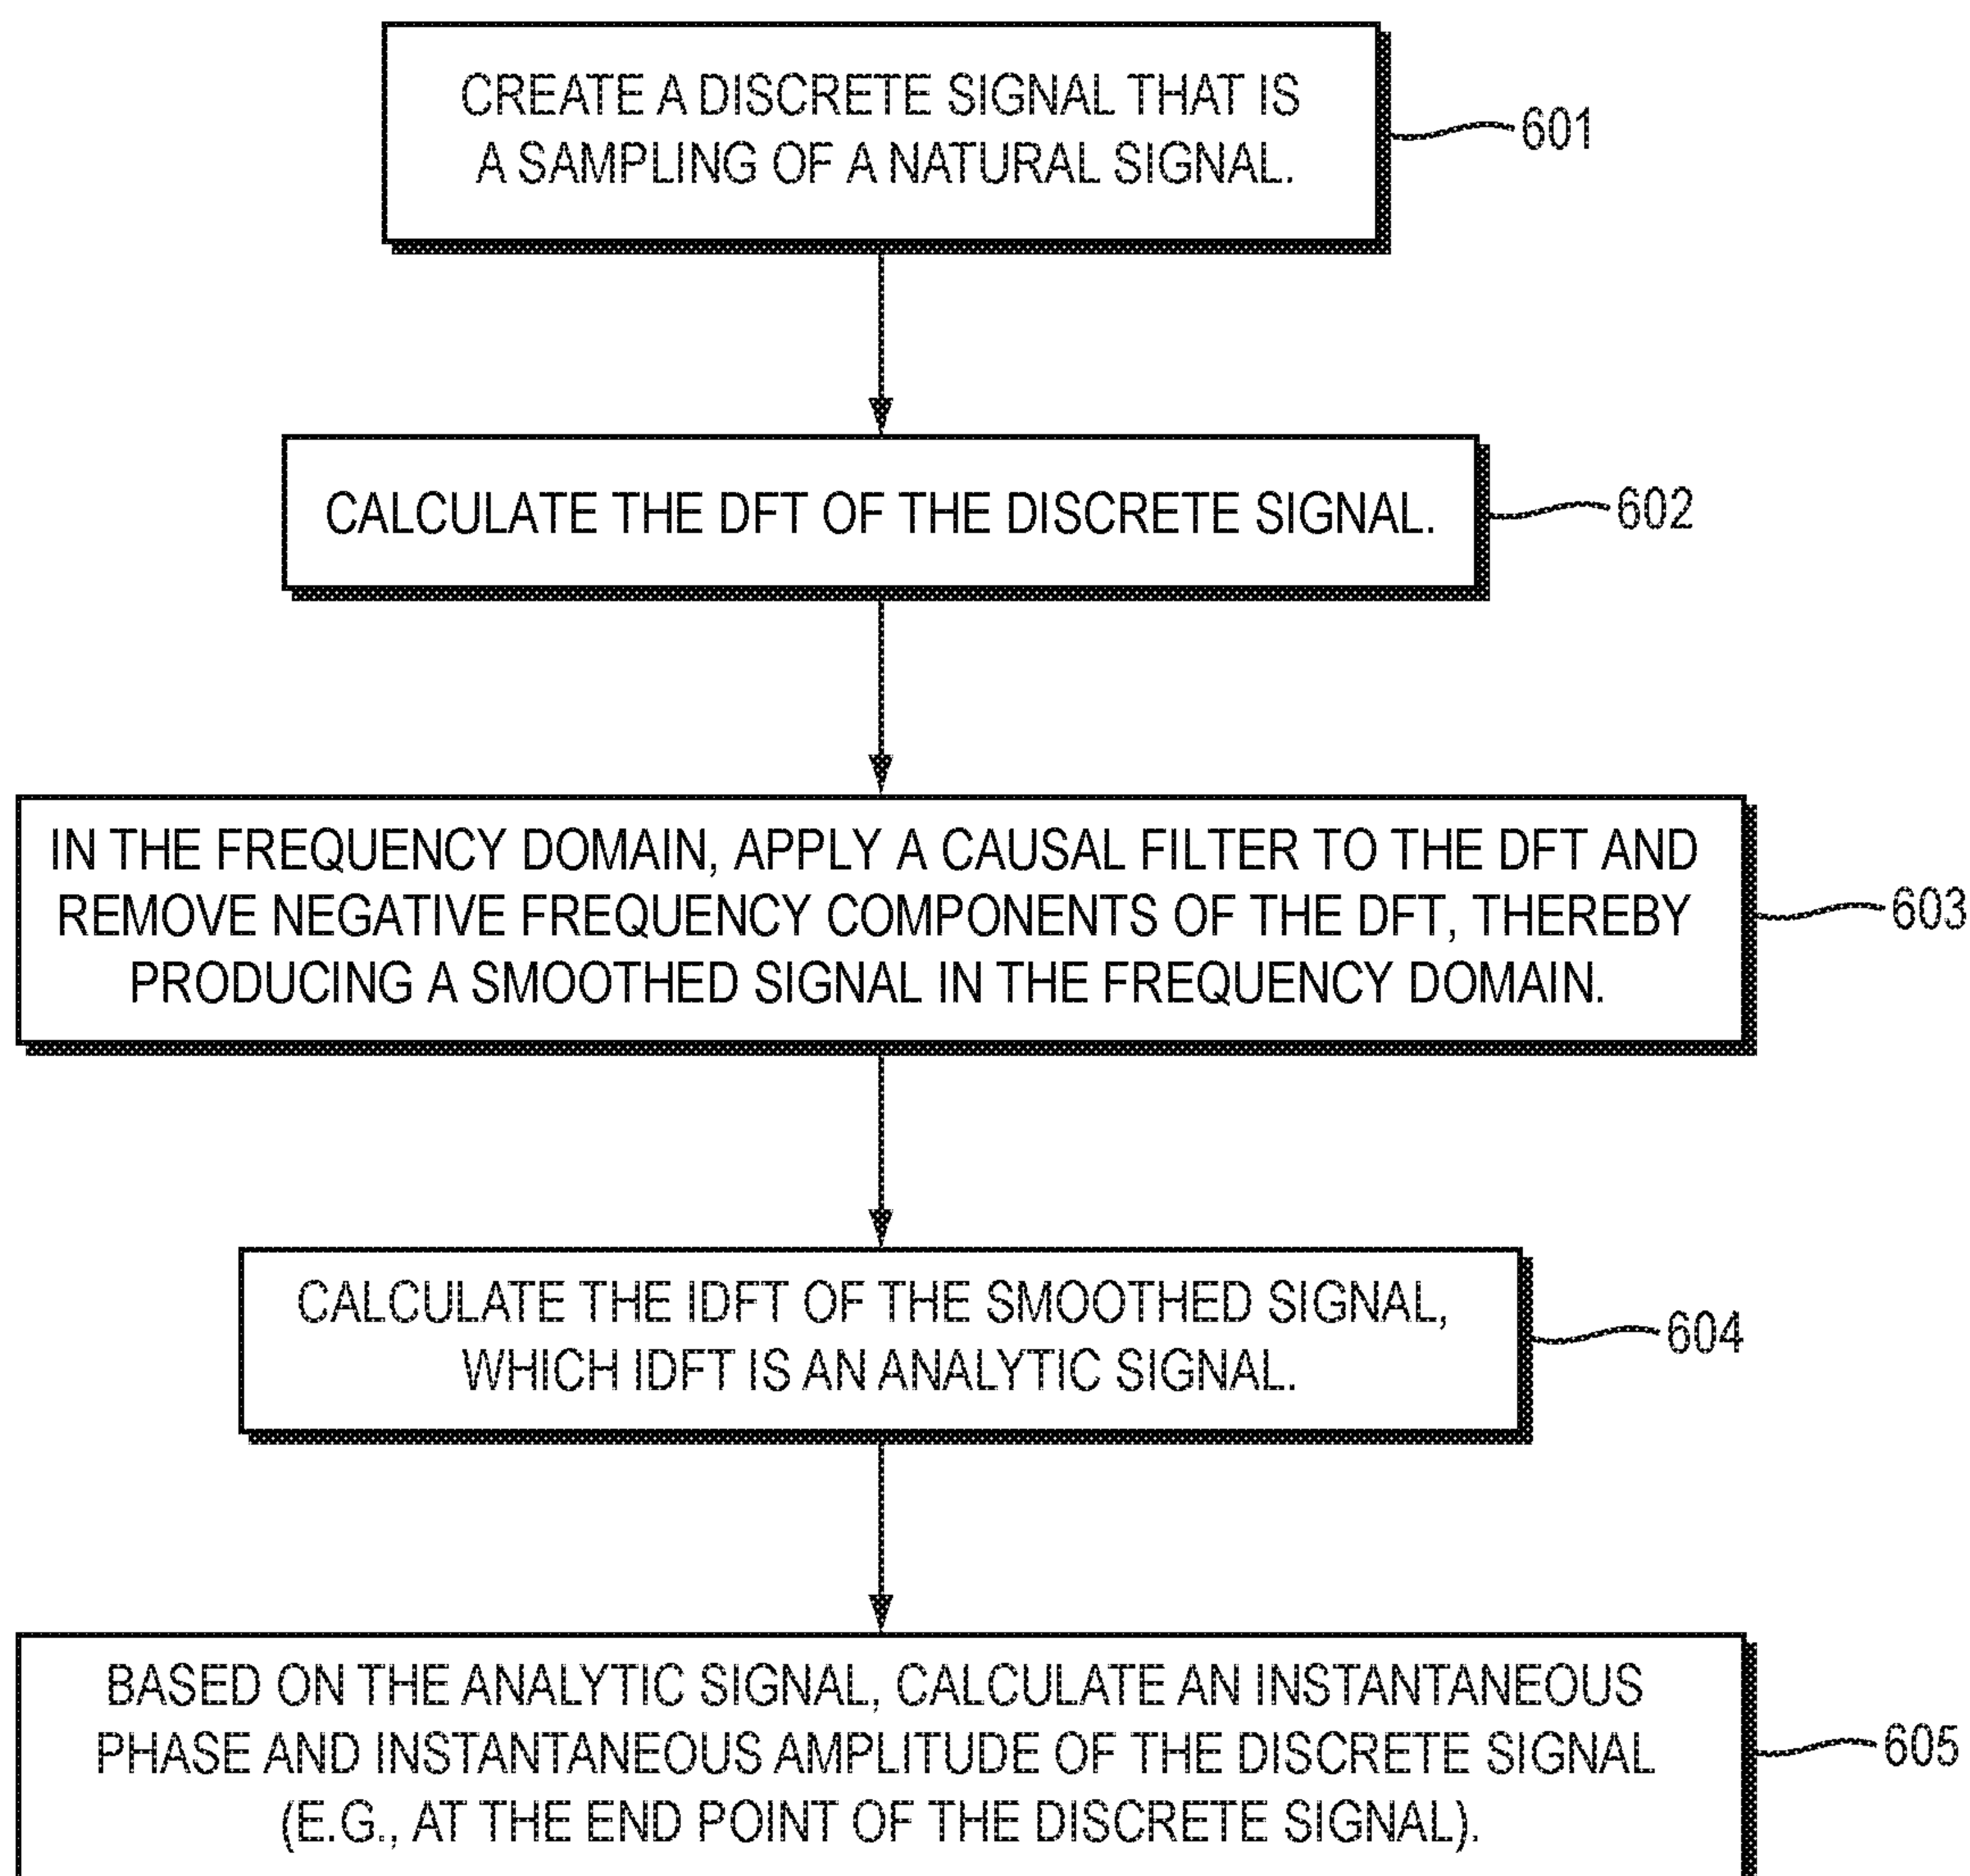 CREATE A DISCRETE SIGNAL THAT IS
A SAMPLING OF A NATURAL SIGNAL.
601
CALCULATE THE DFT OF THE DISCRETE SIGNAL.
602
IN THE FREQUENCY DOMAIN, APPLY A CAUSAL FILTER TO THE DFT AND
REMOVE NEGATIVE FREQUENCY COMPONENTS OF THE DFT, THEREBY
PRODUCING A SMOOTHED SIGNAL IN THE FREQUENCY DOMAIN.
603
CALCULATE THE IDFT OF THE SMOOTHED SIGNAL,
WHICH IDFT IS AN ANALYTIC SIGNAL.
604
BASED ON THE ANALYTIC SIGNAL, CALCULATE AN INSTANTANEOUS
PHASE AND INSTANTANEOUS AMPLITUDE OF THE DISCRETE SIGNAL
(E.G., AT THE END POINT OF THE DISCRETE SIGNAL).
605